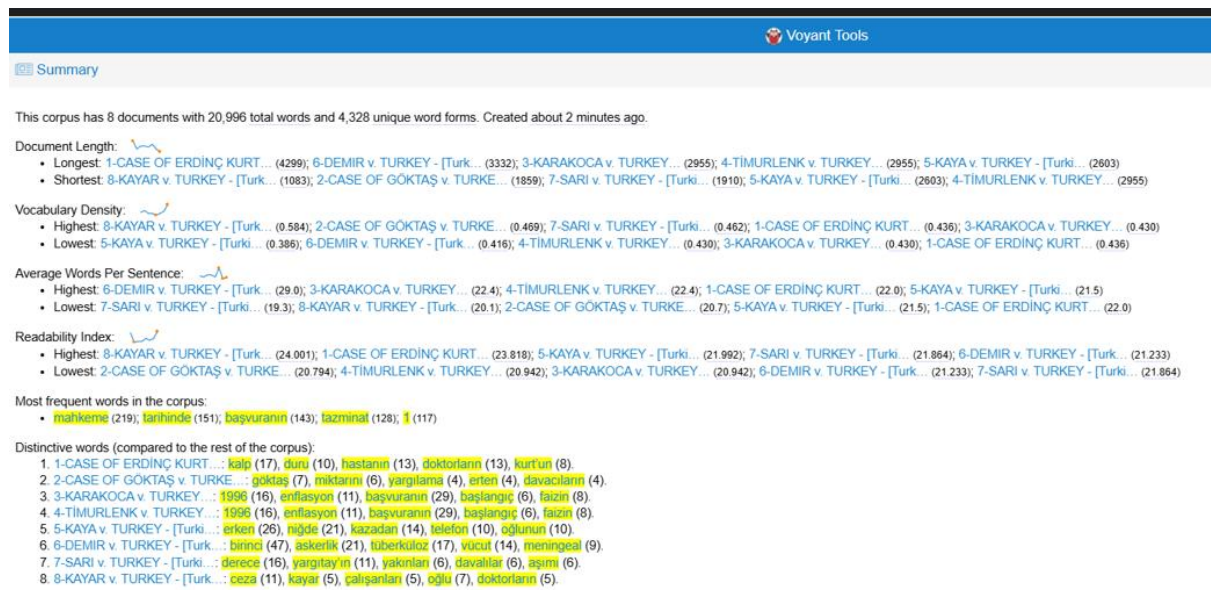 Voyant Tools
Summary
This corpus has 8 documents with 20,996 total words and 4,328 unique word forms. Created about 2 minutes ago.
Document Length:
• Longest: 1-CASE OF ERDİNÇ KURT… (4299); 6-DEMIR v. TURKEY - [Turk… (3332); 3-KARAKOCA v. TURKEY… (2955); 4-TİMURLENK v. TURKEY… (2955); 5-KAYA v. TURKEY - [Turki… (2603)
• Shortest: 8-KAYAR v. TURKEY - [Turk… (1083); 2-CASE OF GÖKTAŞ v. TURKE… (1859); 7-SARI v. TURKEY - [Turki… (1910); 5-KAYA v. TURKEY - [Turki… (2603); 4-TİMURLENK v. TURKEY… (2955)
Vocabulary Density:
• Highest: 8-KAYAR v. TURKEY - [Turk… (0.584); 2-CASE OF GÖKTAŞ v. TURKE… (0.469); 7-SARI v. TURKEY - [Turki… (0.462); 1-CASE OF ERDİNÇ KURT… (0.436); 3-KARAKOCA v. TURKEY… (0.430)
• Lowest: 5-KAYA v. TURKEY - [Turki… (0.386); 6-DEMIR v. TURKEY - [Turk… (0.416); 4-TİMURLENK v. TURKEY… (0.430); 3-KARAKOCA v. TURKEY… (0.430); 1-CASE OF ERDİNÇ KURT… (0.436)
Average Words Per Sentence:
• Highest: 6-DEMIR v. TURKEY - [Turk… (29.0); 3-KARAKOCA v. TURKEY… (22.4); 4-TİMURLENK v. TURKEY… (22.4); 1-CASE OF ERDİNÇ KURT… (22.0); 5-KAYA v. TURKEY - [Turki… (21.5)
• Lowest: 7-SARI v. TURKEY - [Turki… (19.3); 8-KAYAR v. TURKEY - [Turk… (20.1); 2-CASE OF GÖKTAŞ v. TURKE… (20.7); 5-KAYA v. TURKEY - [Turki… (21.5); 1-CASE OF ERDİNÇ KURT… (22.0)
Readability Index:
• Highest: 8-KAYAR v. TURKEY - [Turk… (24.001); 1-CASE OF ERDİNÇ KURT… (23.818); 5-KAYA v. TURKEY - [Turki… (21.992); 7-SARI v. TURKEY - [Turki… (21.864); 6-DEMIR v. TURKEY - [Turk… (21.233)
• Lowest: 2-CASE OF GÖKTAŞ v. TURKE… (20.794); 4-TİMURLENK v. TURKEY… (20.942); 3-KARAKOCA v. TURKEY… (20.942); 6-DEMIR v. TURKEY - [Turk… (21.233); 7-SARI v. TURKEY - [Turki… (21.864)
Most frequent words in the corpus:
• mahkeme (219); tarihinde (151); başvuranın (143); tazminat (128); 1 (117)
Distinctive words (compared to the rest of the corpus):
1. 1-CASE OF ERDİNÇ KURT…: kalp (17), duru (10), hastanın (13), doktorların (13), kurt'un (8).
2. 2-CASE OF GÖKTAŞ v. TURKE…: göktaş (7), miktarını (6), yargılama (4), erten (4), davacıların (4).
3. 3-KARAKOCA v. TURKEY…: 1996 (16), enflasyon (11), başvuranın (29), başlangıç (6), faizin (8).
4. 4-TİMURLENK v. TURKEY…: 1996 (16), enflasyon (11), başvuranın (29), başlangıç (6), faizin (8).
5. 5-KAYA v. TURKEY - [Turki…: erken (26), niğde (21), kazadan (14), telefon (10), oğlunun (10).
6. 6-DEMIR v. TURKEY - [Turk…: birinci (47), askerlik (21), tüberküloz (17), vücut (14), meningeal (9).
7. 7-SARI v. TURKEY - [Turki…: derece (16), yargıtay'ın (11), yakınları (6), davalılar (6), aşımı (6).
8. 8-KAYAR v. TURKEY - [Turk…: ceza (11), kayar (5), çalışanları (5), oğlu (7), doktorların (5).